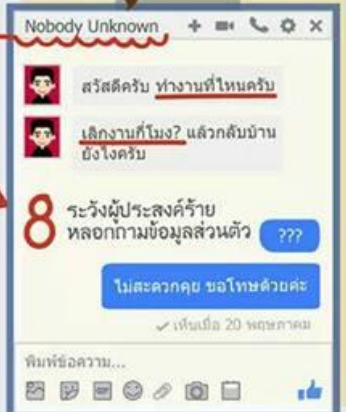 Nobody Unknown
สวัสดีครับ ทำงานที่ไหนครับ
เลิกงานกี่โมง? แล้วกลับบ้าน
ยังไงครับ
8 ระวังผู้ประสงค์ร้าย
หลอกถามข้อมูลส่วนตัว
???
ไม่สะดวกคุย ขอโทษด้วยค่ะ
เห็นเมื่อ 20 พฤษภาคม
พิมพ์ข้อความ...